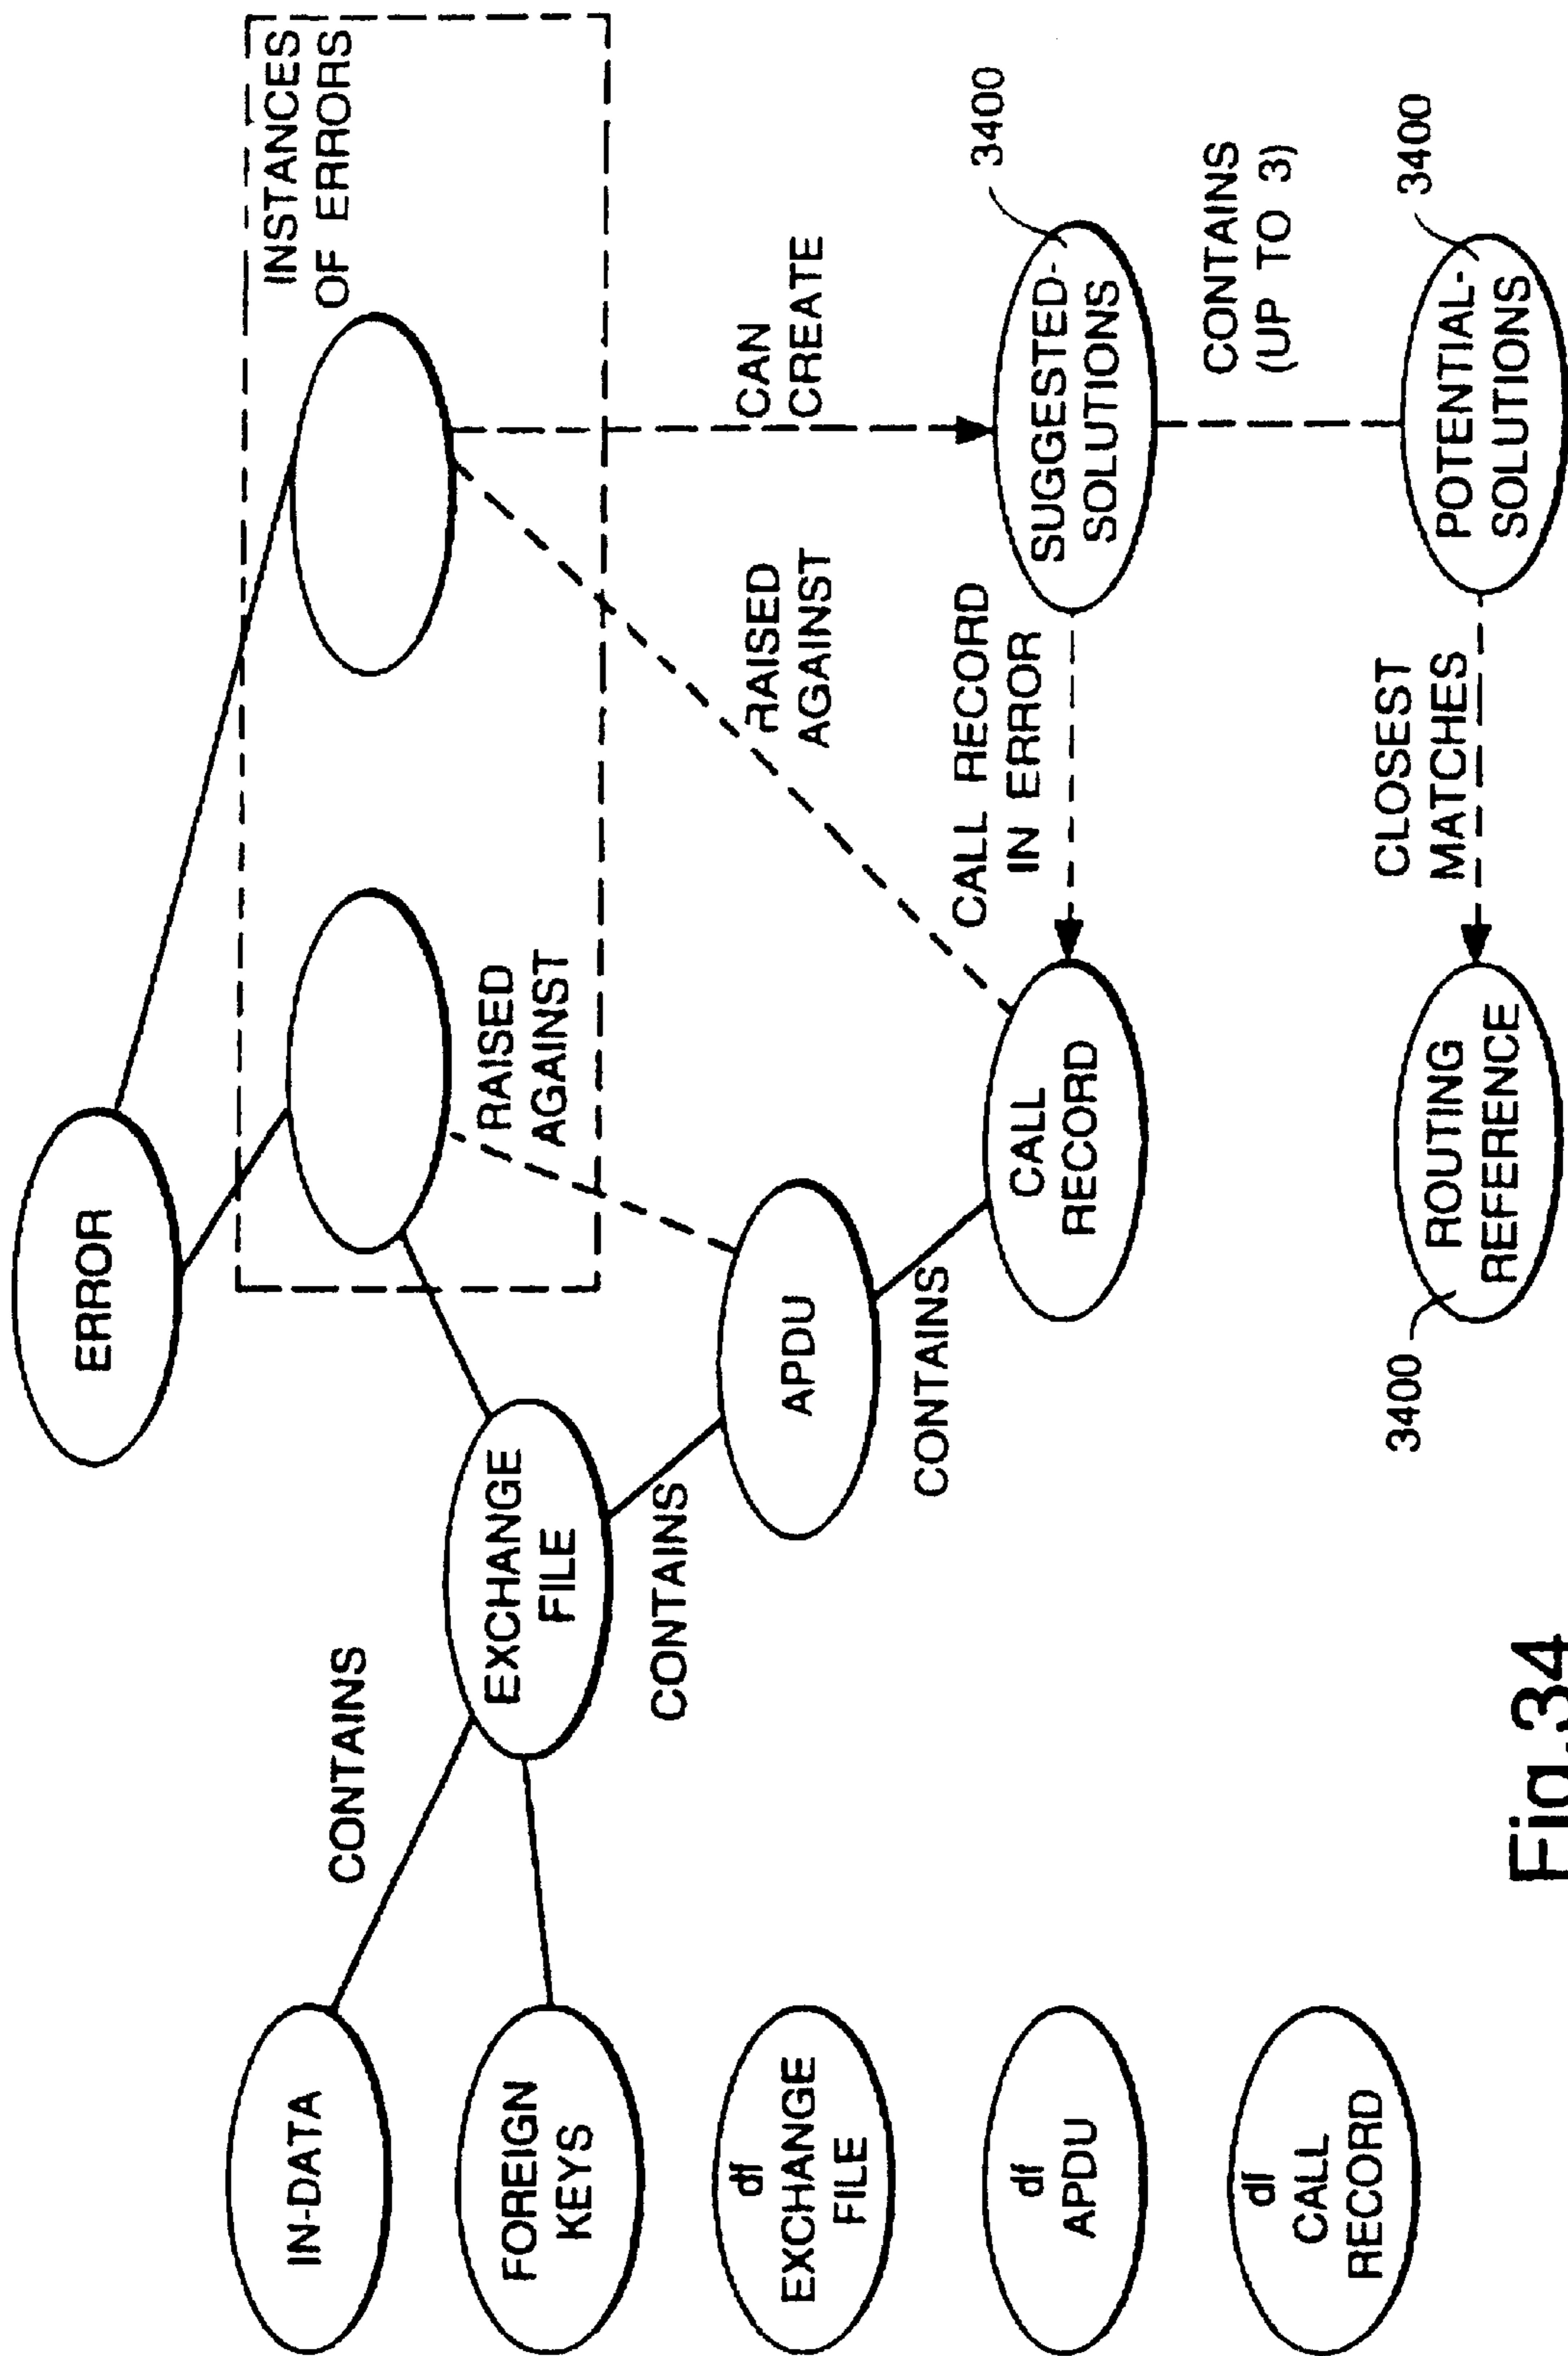 ERROR
INSTANCES
OF ERRORS
IN-DATA
CONTAINS
FOREIGN
KEYS
EXCHANGE
FILE
RAISED
AGAINST
CONTAINS
df
EXCHANGE
FILE
APDU
RAISED
AGAINST
CAN
CREATE
CONTAINS
df
APDU
CALL
RECORD
CALL RECORD
IN ERROR
SUGGESTED-
SOLUTIONS
3400
df
CALL
RECORD
CONTAINS
(UP TO 3)
3400
ROUTING
REFERENCE
CLOSEST
MATCHES
POTENTIAL-
SOLUTIONS
3400
Fig.34